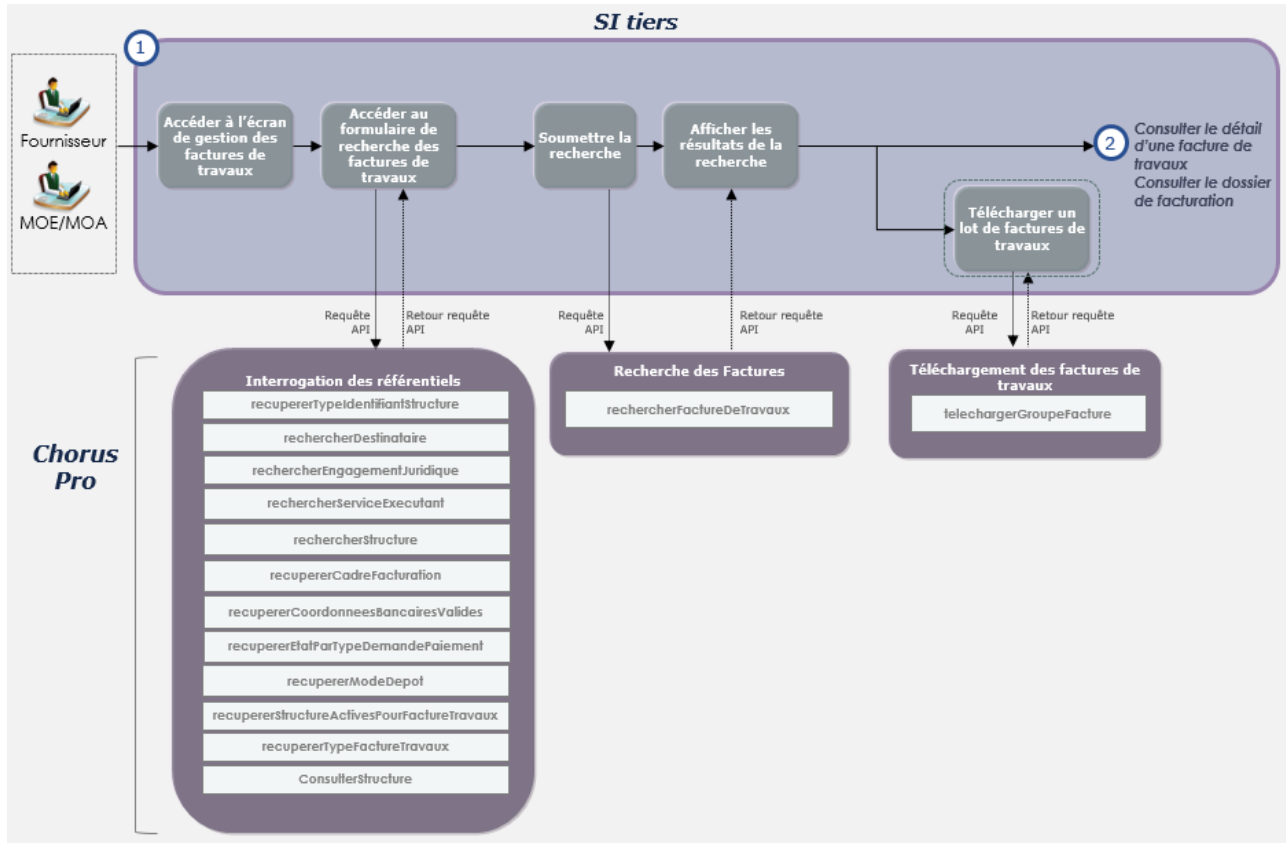 SI tiers
1
Fournisseur
MOE/MOA
Accéder à l'écran
de gestion des
factures de
travaux
Accéder au
formulaire de
recherche des
factures de
travaux
Soumettre la
recherche
Afficher les
résultats de la
recherche
2
Consulter le détail
d'une facture de
travaux
Consulter le dossier
de facturation
Télécharger un
lot de factures de
travaux
Requête
API
Retour requête
API
Requête
API
Retour requête
API
Requête
API
Retour requête
API
Chorus
Pro
Interrogation des référentiels
recupererTypeIdentifiantStructure
rechercherDestinataire
rechercherEngagementJuridique
rechercherServiceExecutant
rechercherStructure
recupererCadreFacturation
recupererCoordonneesBancairesValides
recupererEtatParTypeDemandePaiement
recupererModeDepot
recupererStructureActivesPourFactureTravaux
recupererTypeFactureTravaux
ConsulterStructure
Recherche des Factures
rechercherFactureDeTravaux
Téléchargement des factures de
travaux
telechargerGroupeFacture